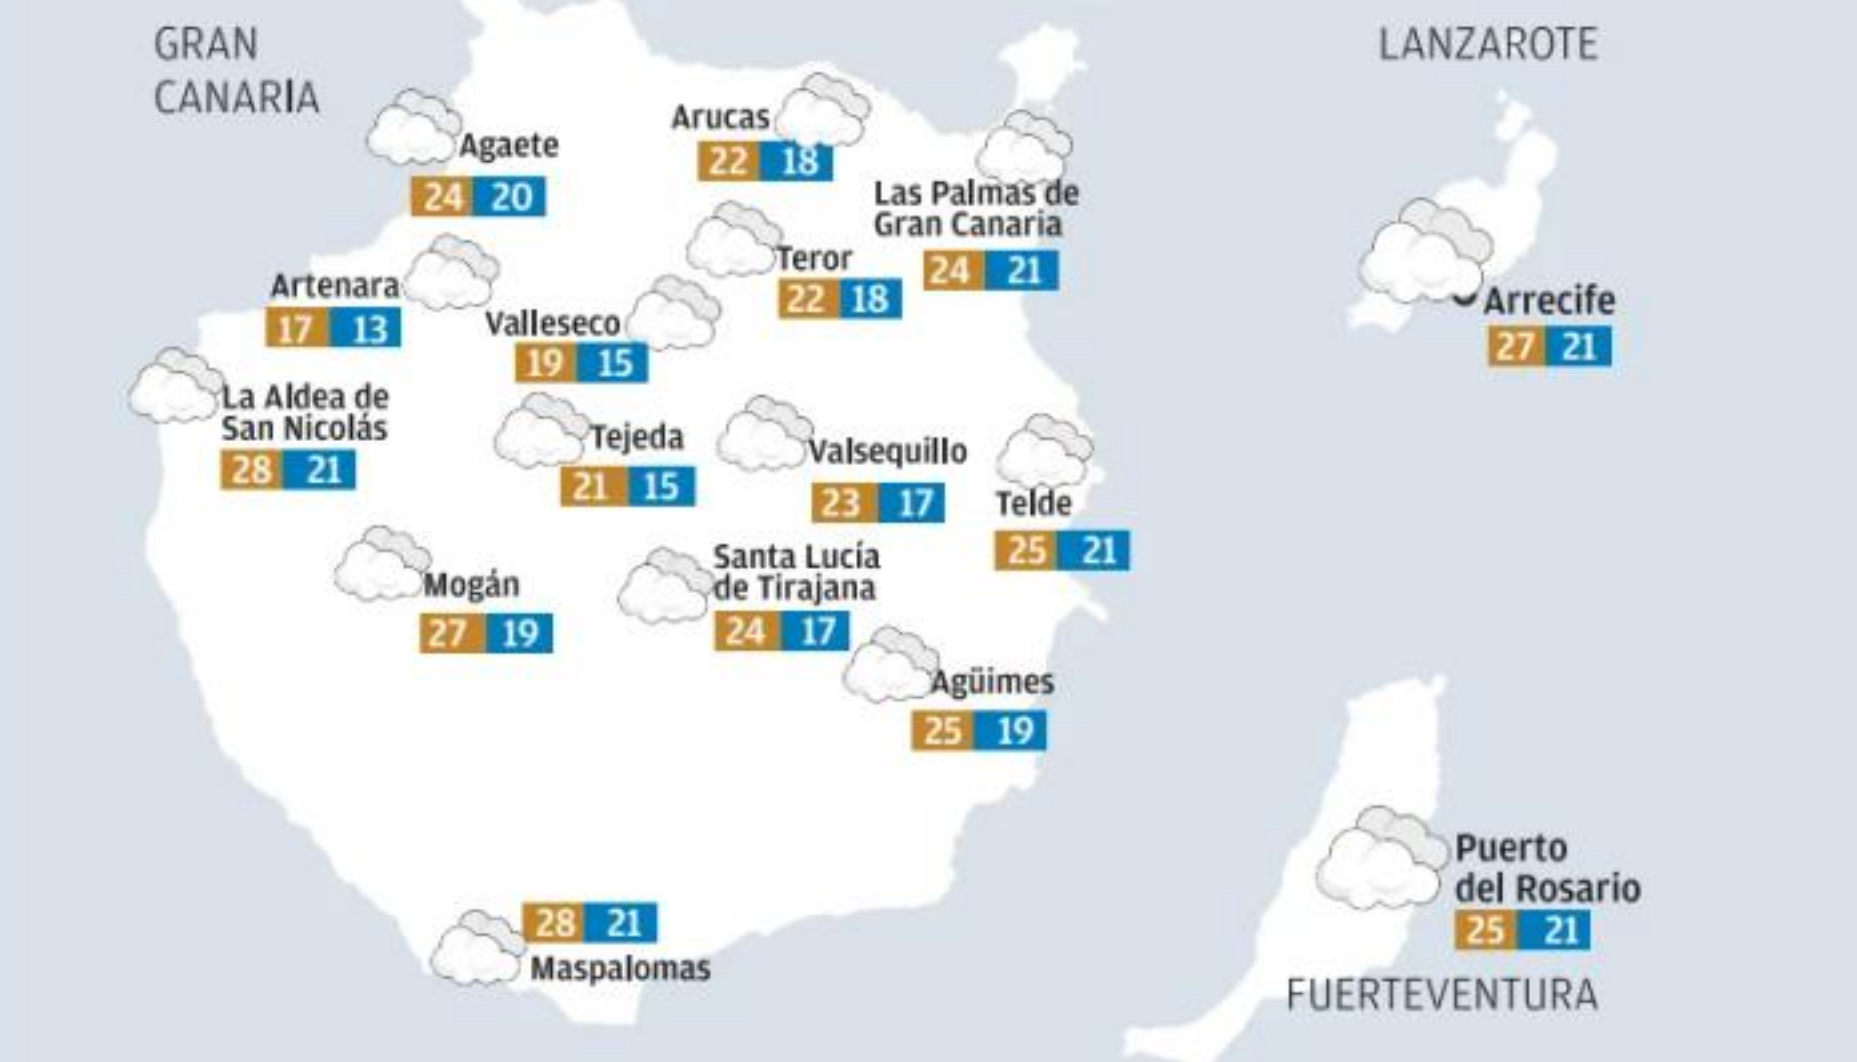 GRAN
CANARIA
LANZAROTE
Agaete
24 20
Arucas
22 18
Las Palmas de
Gran Canaria
24 21
Teror
22 18
Artenara
17 13
Valleseco
19 15
Arrecife
27 21
La Aldea de
San Nicolás
28 21
Tejeda
21 15
Valsequillo
23 17
Telde
25 21
Mogán
27 19
Santa Lucía
de Tirajana
24 17
Agüimes
25 19
28 21
Maspalomas
Puerto
del Rosario
25 21
FUERTEVENTURA